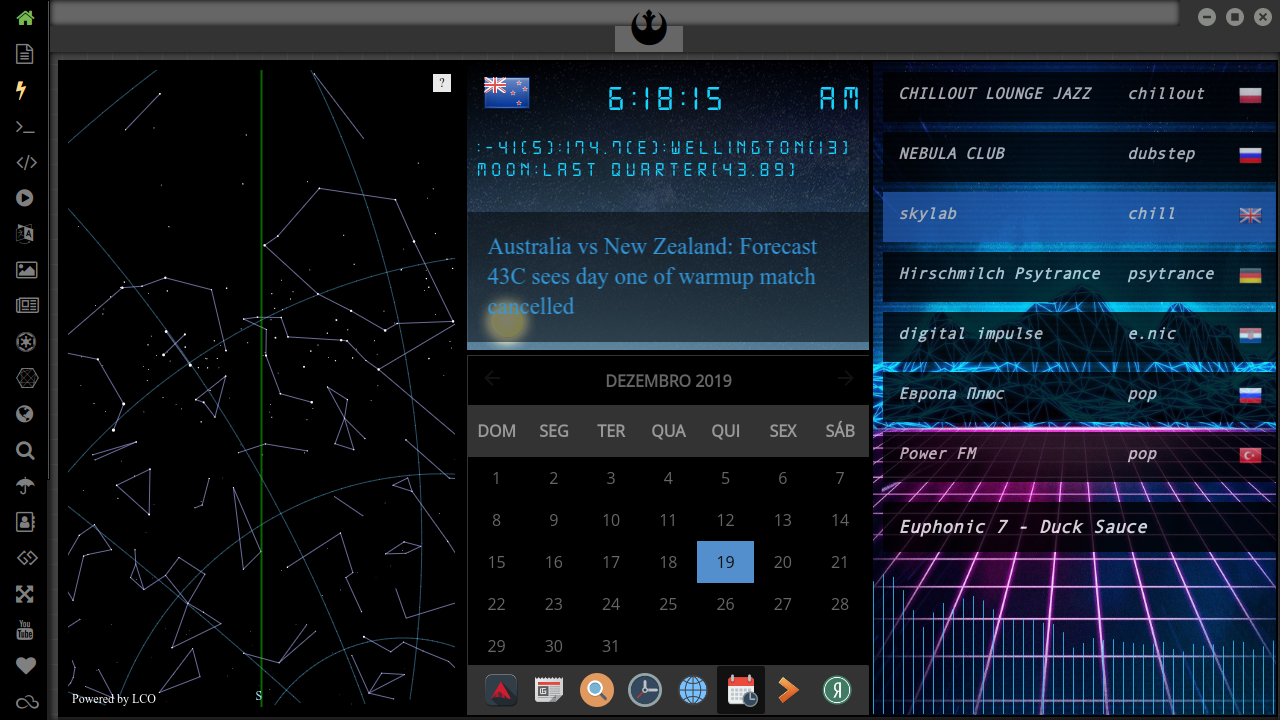 ?
Powered by LCO
S
6:18:15 AM
:-41(S):174.7(E):WELLINGTON(13)
MOON:LAST QUARTER(43.89)
Australia vs New Zealand: Forecast
43C sees day one of warmup match
cancelled
DEZEMBRO 2019
DOM SEG TER QUA QUI SEX SÁB
1 2 3 4 5 6 7
8 9 10 11 12 13 14
15 16 17 18 19 20 21
22 23 24 25 26 27 28
29 30 31
CHILLOUT LOUNGE JAZZ chillout
NEBULA CLUB dubstep
skylab chill
Hirschmilch Psytrance psytrance
digital impulse e.nic
Европа Плюс pop
Power FM pop
Euphonic 7 - Duck Sauce
You
Tube
Я